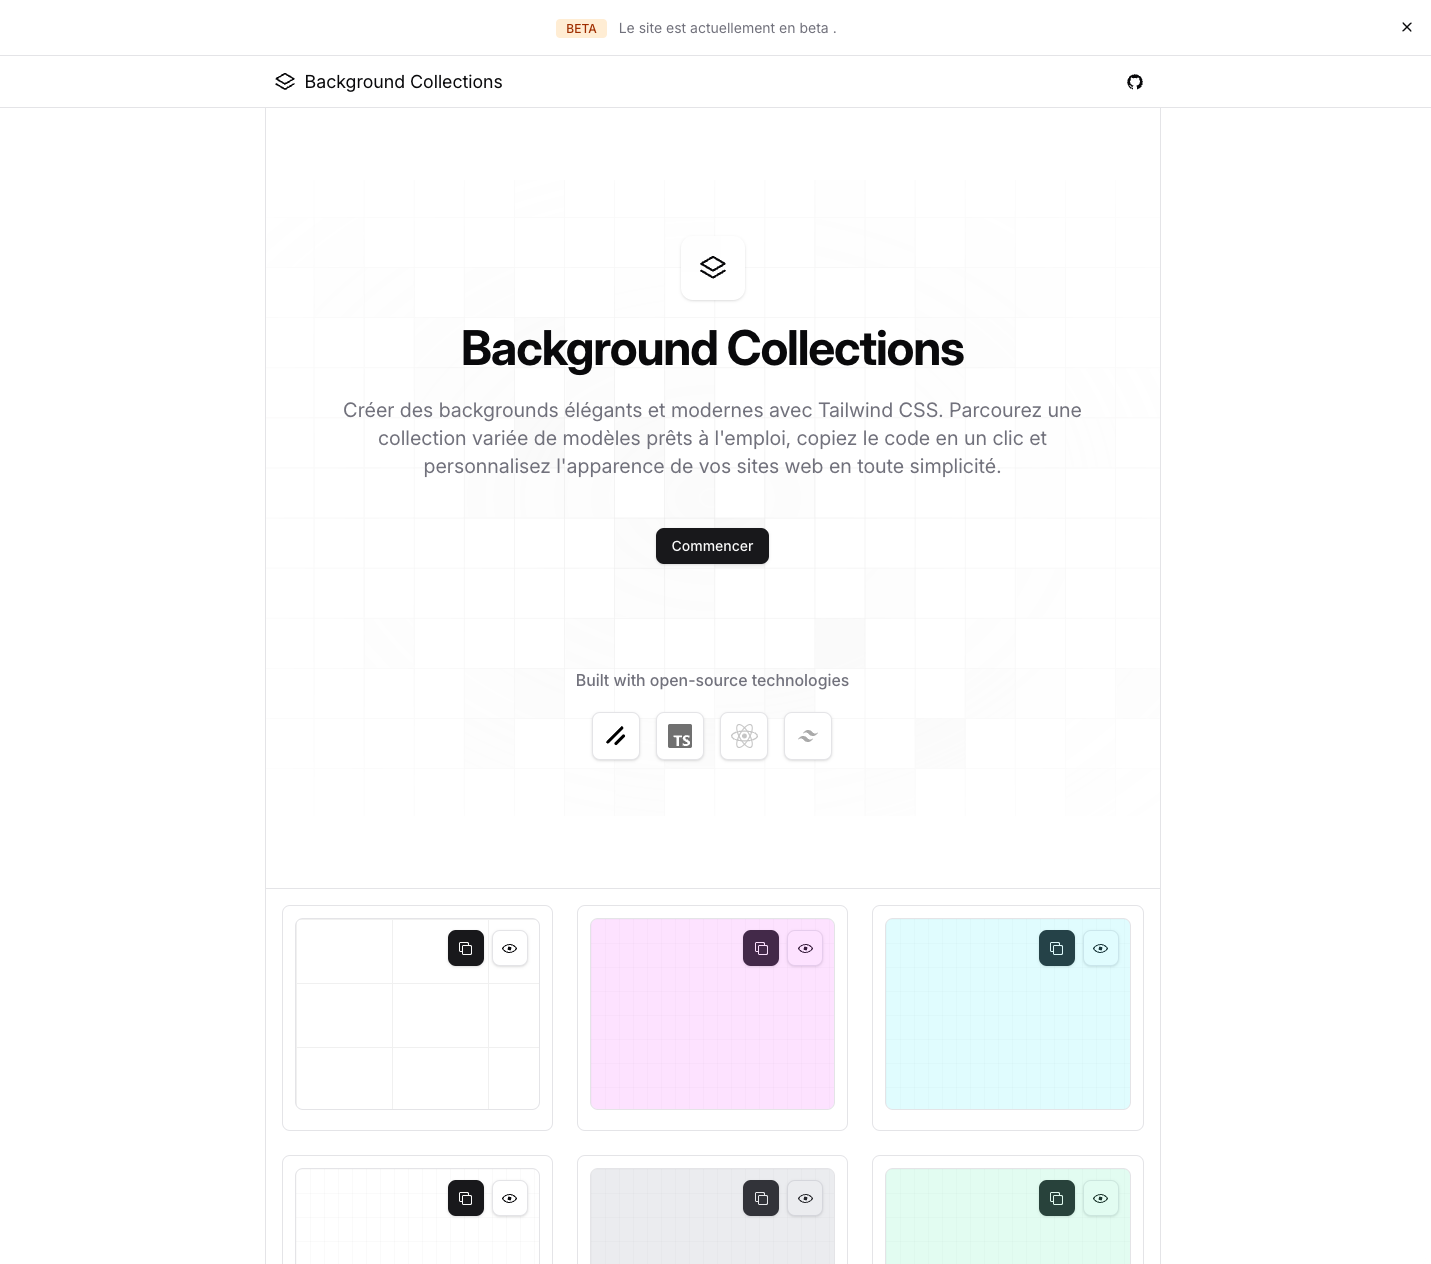 BETA Le site est actuellement en beta .
Background Collections
Background Collections
Créer des backgrounds élégants et modernes avec Tailwind CSS. Parcourez une
collection variée de modèles prêts à l'emploi, copiez le code en un clic et
personnalisez l'apparence de vos sites web en toute simplicité.
Commencer
Built with open-source technologies
TS